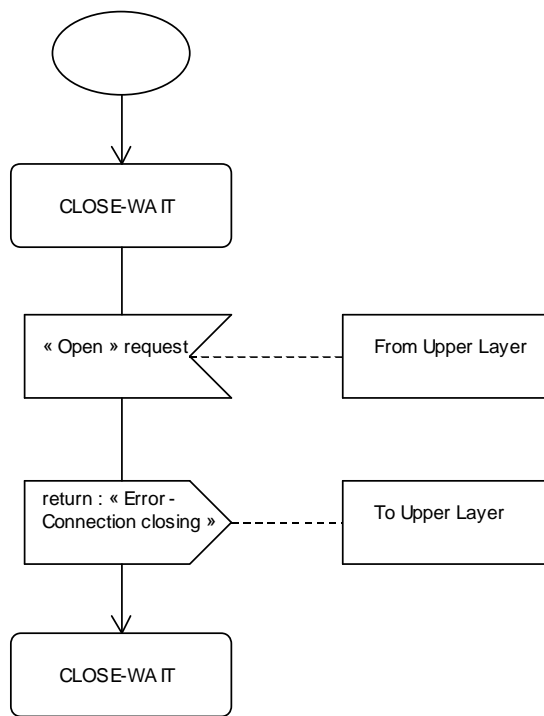 CLOSE-WAIT
« Open » request
From Upper Layer
return : « Error -
Connection closing »
To Upper Layer
CLOSE-WAIT